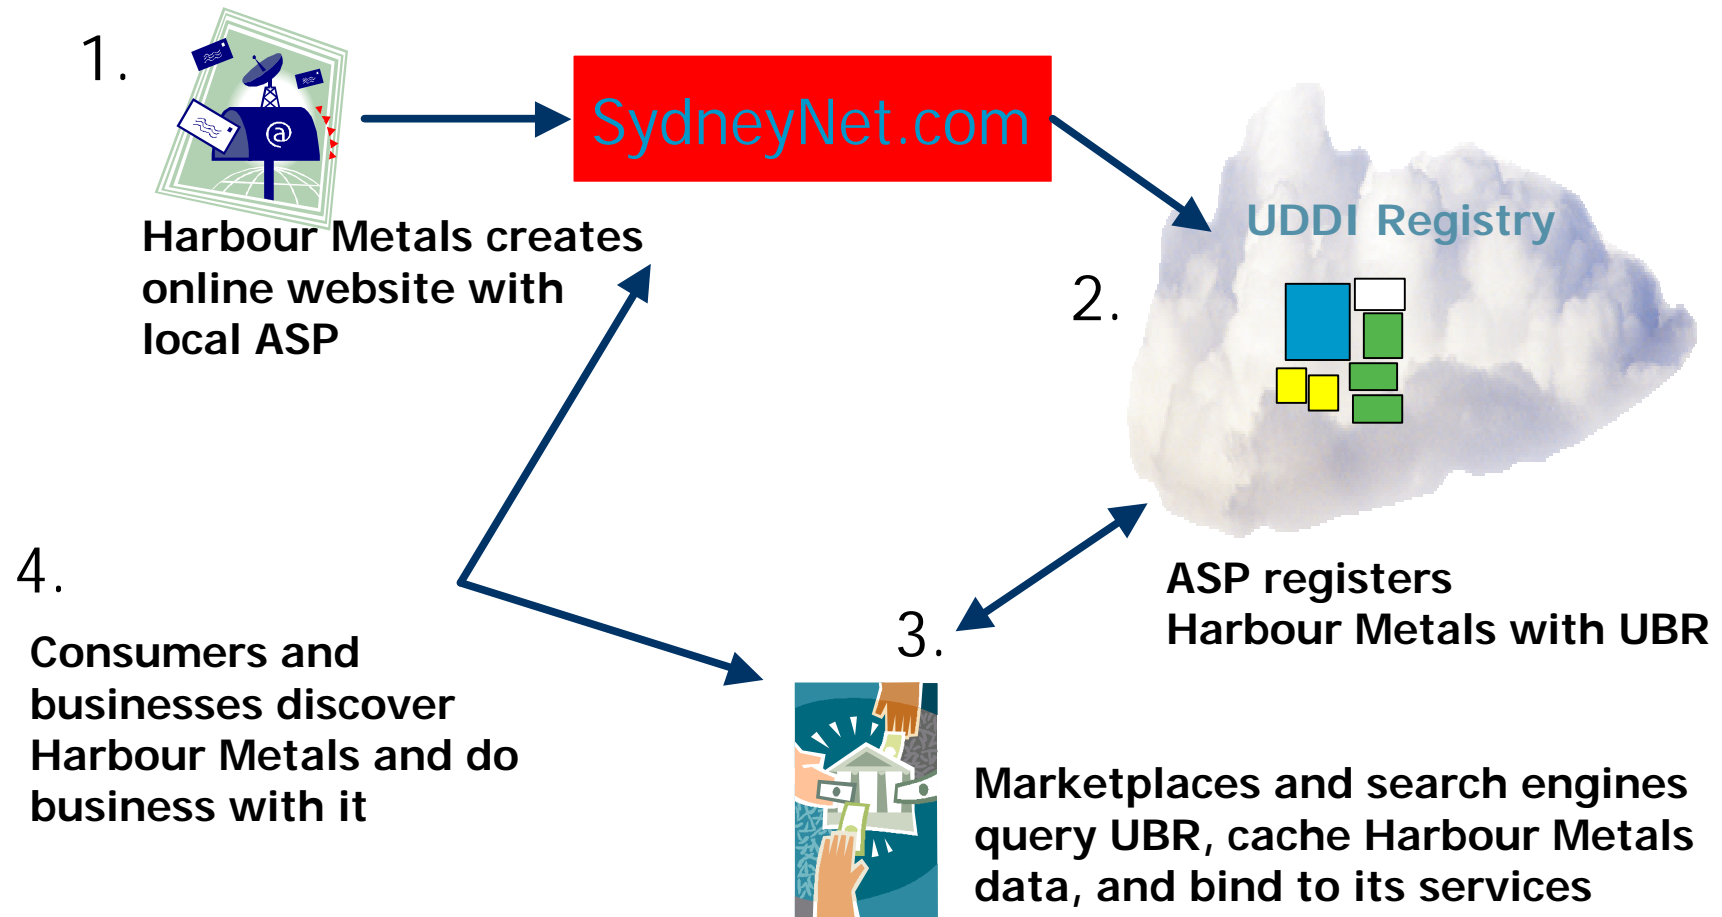 1.
@
SydneyNet.com
Harbour Metals creates
online website with
local ASP
UDDI Registry
2.
ASP registers
Harbour Metals with UBR
3.
Marketplaces and search engines
query UBR, cache Harbour Metals
data, and bind to its services
4.
Consumers and
businesses discover
Harbour Metals and do
business with it